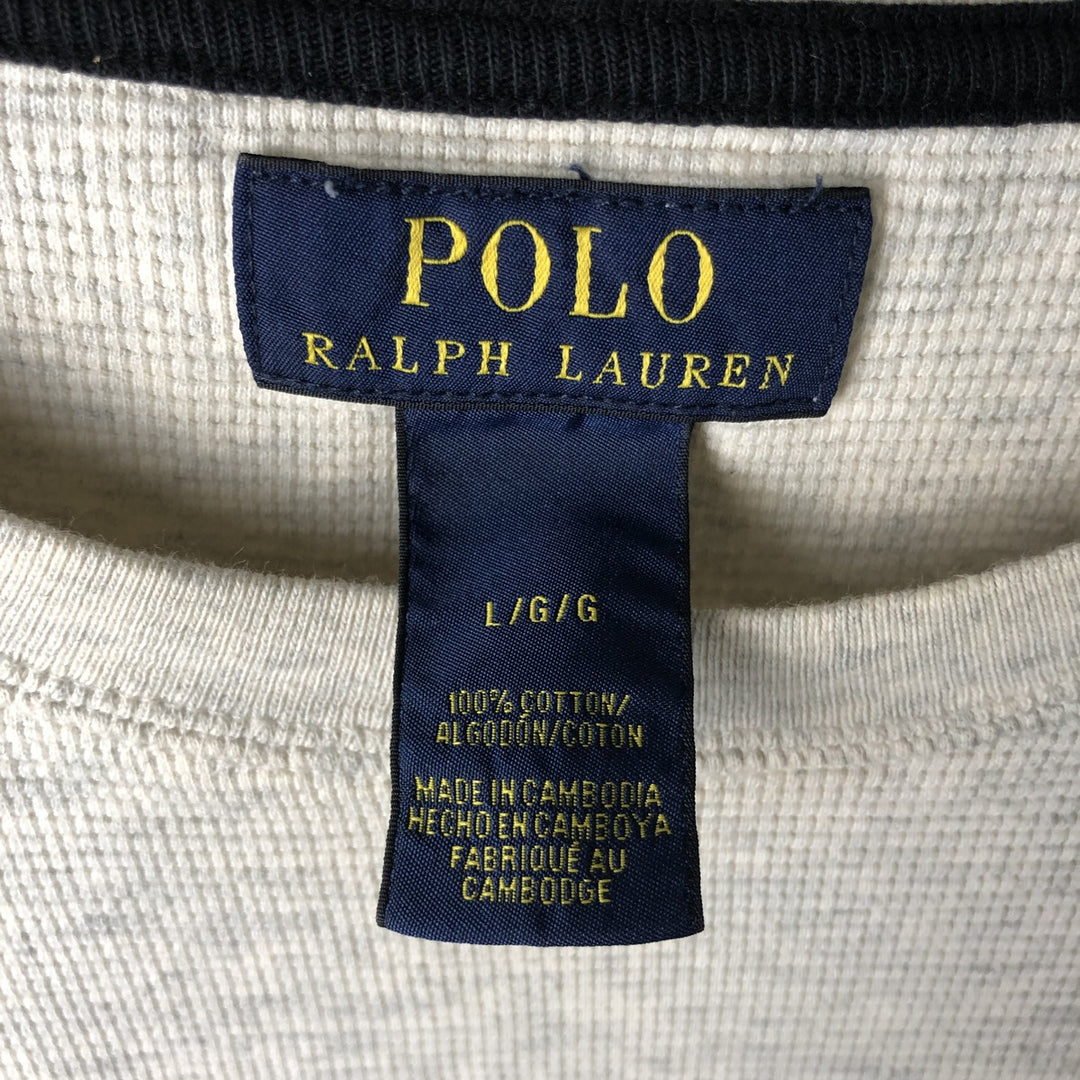 POLO
RALPH LAUREN
L/G/G
100% COTTON/
ALGODÓN/COTON
MADE IN CAMBODIA
HECHO EN CAMBOYA
FABRIQUÉ AU
CAMBODGE